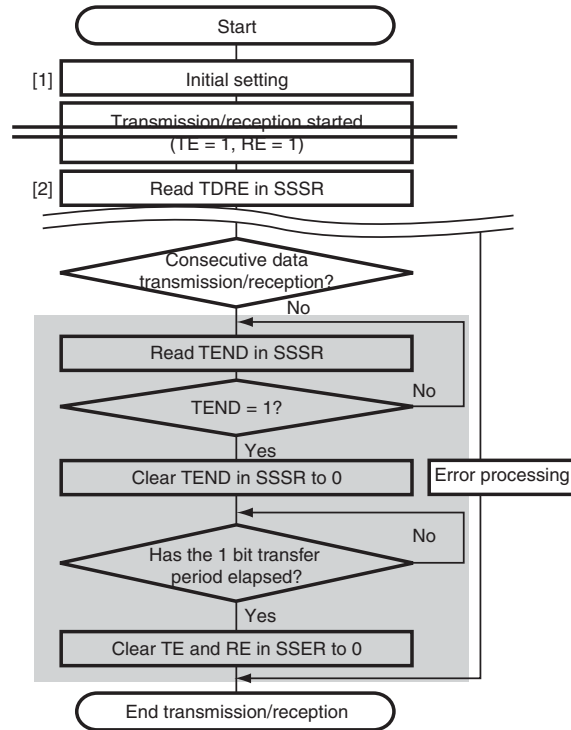 Start
[1]
Initial setting
Transmission/reception started
(TE = 1, RE = 1)
[2]
Read TDRE in SSSR
Consecutive data
transmission/reception?
No
Read TEND in SSSR
No
TEND = 1?
Yes
Clear TEND in SSSR to 0
Error processing
No
Has the 1 bit transfer
period elapsed?
Yes
Clear TE and RE in SSER to 0
End transmission/reception